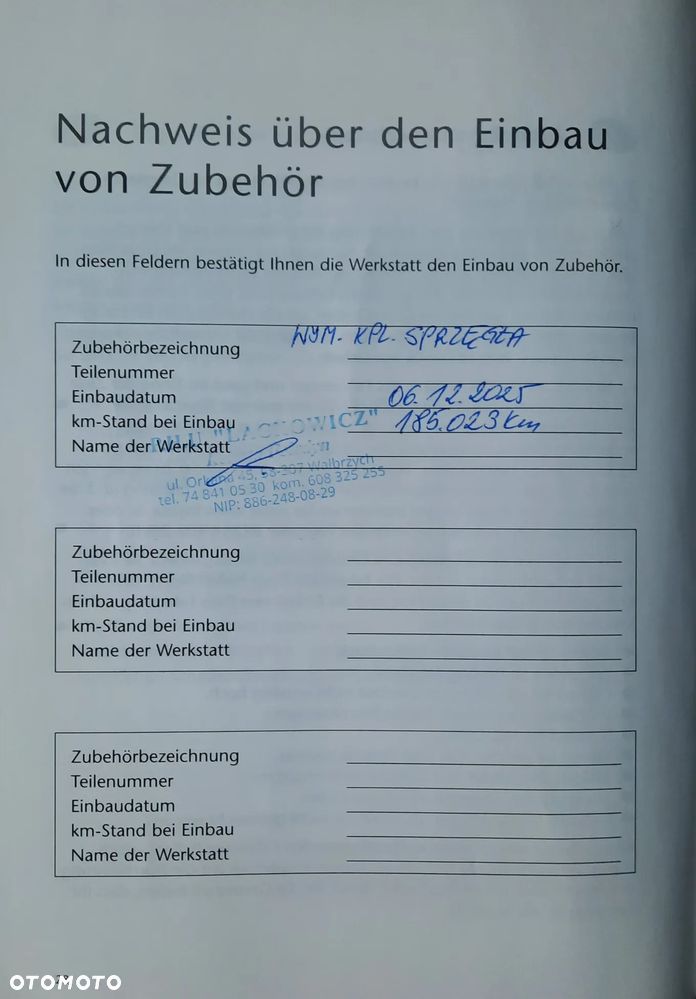 Nachweis über den Einbau
von Zubehör
In diesen Feldern bestätigt Ihnen die Werkstatt den Einbau von Zubehör.
Zubehörbezeichnung WYM. KPL. SPRZĘGŁA
Teilenummer
Einbaudatum 06.12.2025
km-Stand bei Einbau 185.023 km
Name der Werkstatt
"LACHOWICZ"
45, 58-307 Wałbrzych
tel. 74 841 05 30 kom. 608 325 255
NIP: 886-248-08-29
Zubehörbezeichnung
Teilenummer
Einbaudatum
km-Stand bei Einbau
Name der Werkstatt
Zubehörbezeichnung
Teilenummer
Einbaudatum
km-Stand bei Einbau
Name der Werkstatt
OTOMOTO